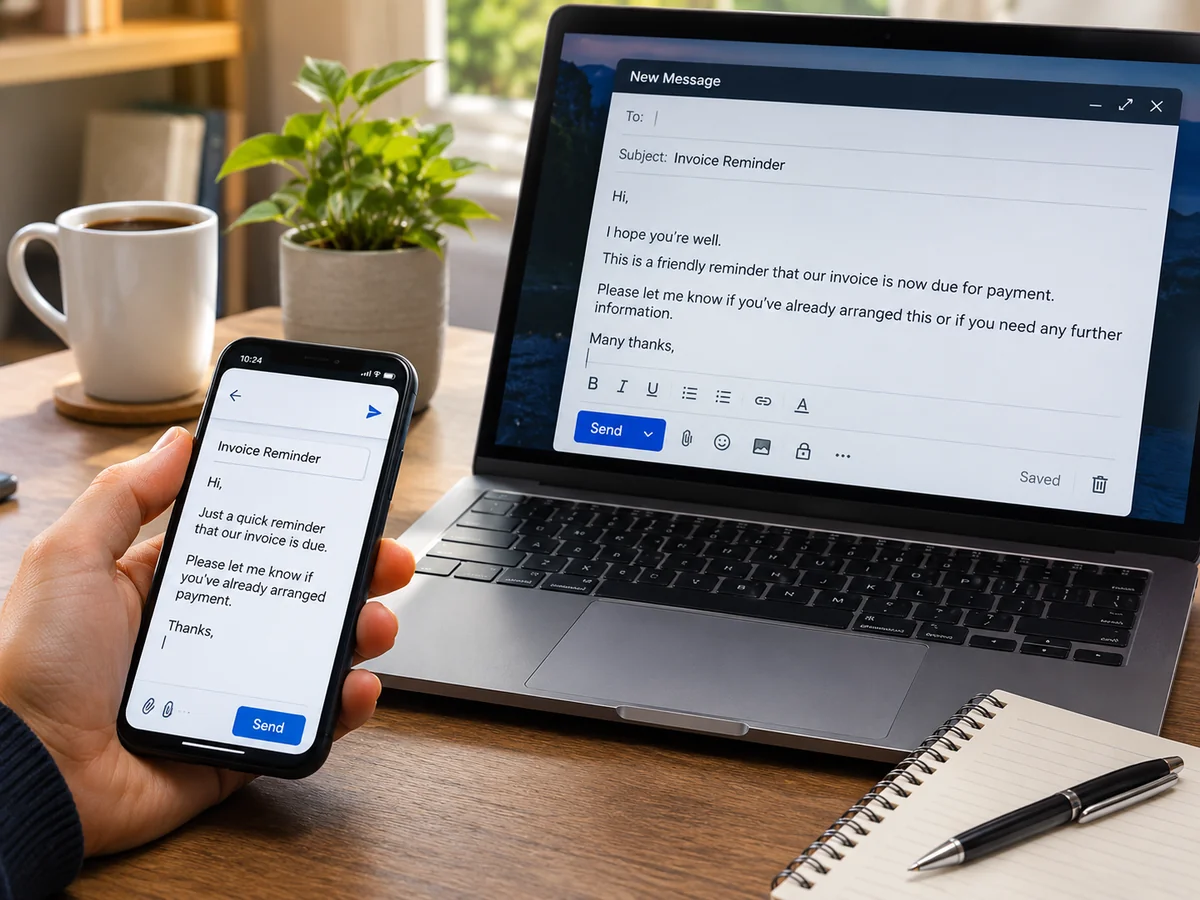 New Message
To:
Subject: Invoice Reminder
Hi,
I hope you're well.
This is a friendly reminder that our invoice is now due for payment.
Please let me know if you've already arranged this or if you need any further
information.
Many thanks,
B I U A
Send
Saved
10:24
Invoice Reminder
Hi,
Just a quick reminder
that our invoice is due.
Please let me know if
you've already arranged
payment.
Thanks,
Send